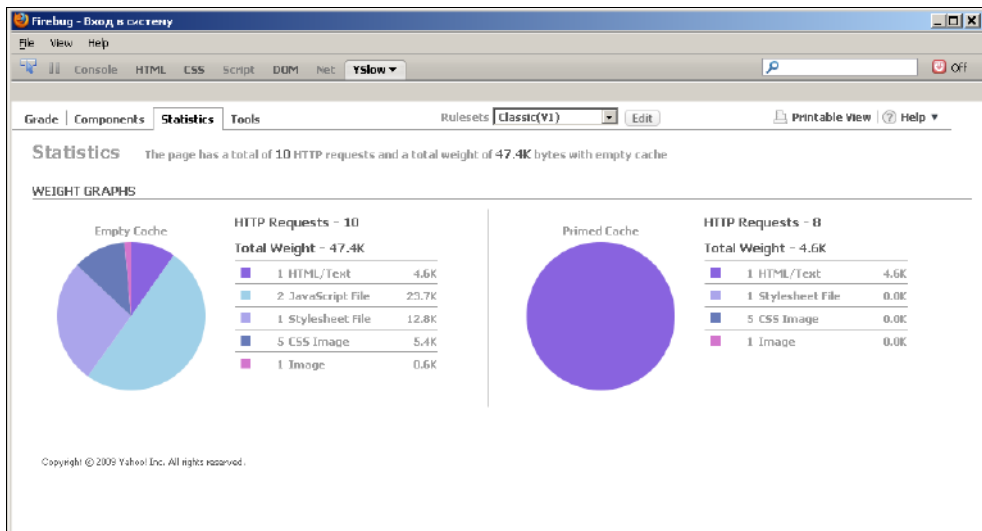 Firebug - Вход в систему
File View Help
Console HTML CSS Script DOM Net YSlow
Off
Grade Components Statistics Tools Rulesets Classic(V1) Edit Printable View Help
Statistics The page has a total of 10 HTTP requests and a total weight of 47.4K bytes with empty cache
WEIGHT GRAPHS
Empty Cache
HTTP Requests - 10
Total Weight - 47.4K
1 HTML/Text 4.6K
2 JavaScript File 23.7K
1 Stylesheet File 12.8K
5 CSS Image 5.4K
1 Image 0.6K
Primed Cache
HTTP Requests - 8
Total Weight - 4.6K
1 HTML/Text 4.6K
1 Stylesheet File 0.0K
5 CSS Image 0.0K
1 Image 0.0K
Copyright © 2009 Yahoo! Inc. All rights reserved.